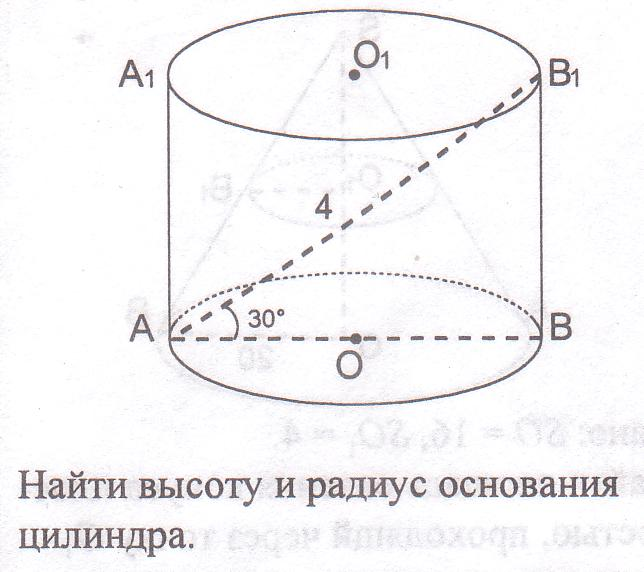 O₁
A₁ B₁
4
30°
A B
O
Найти высоту и радиус основания
цилиндра.